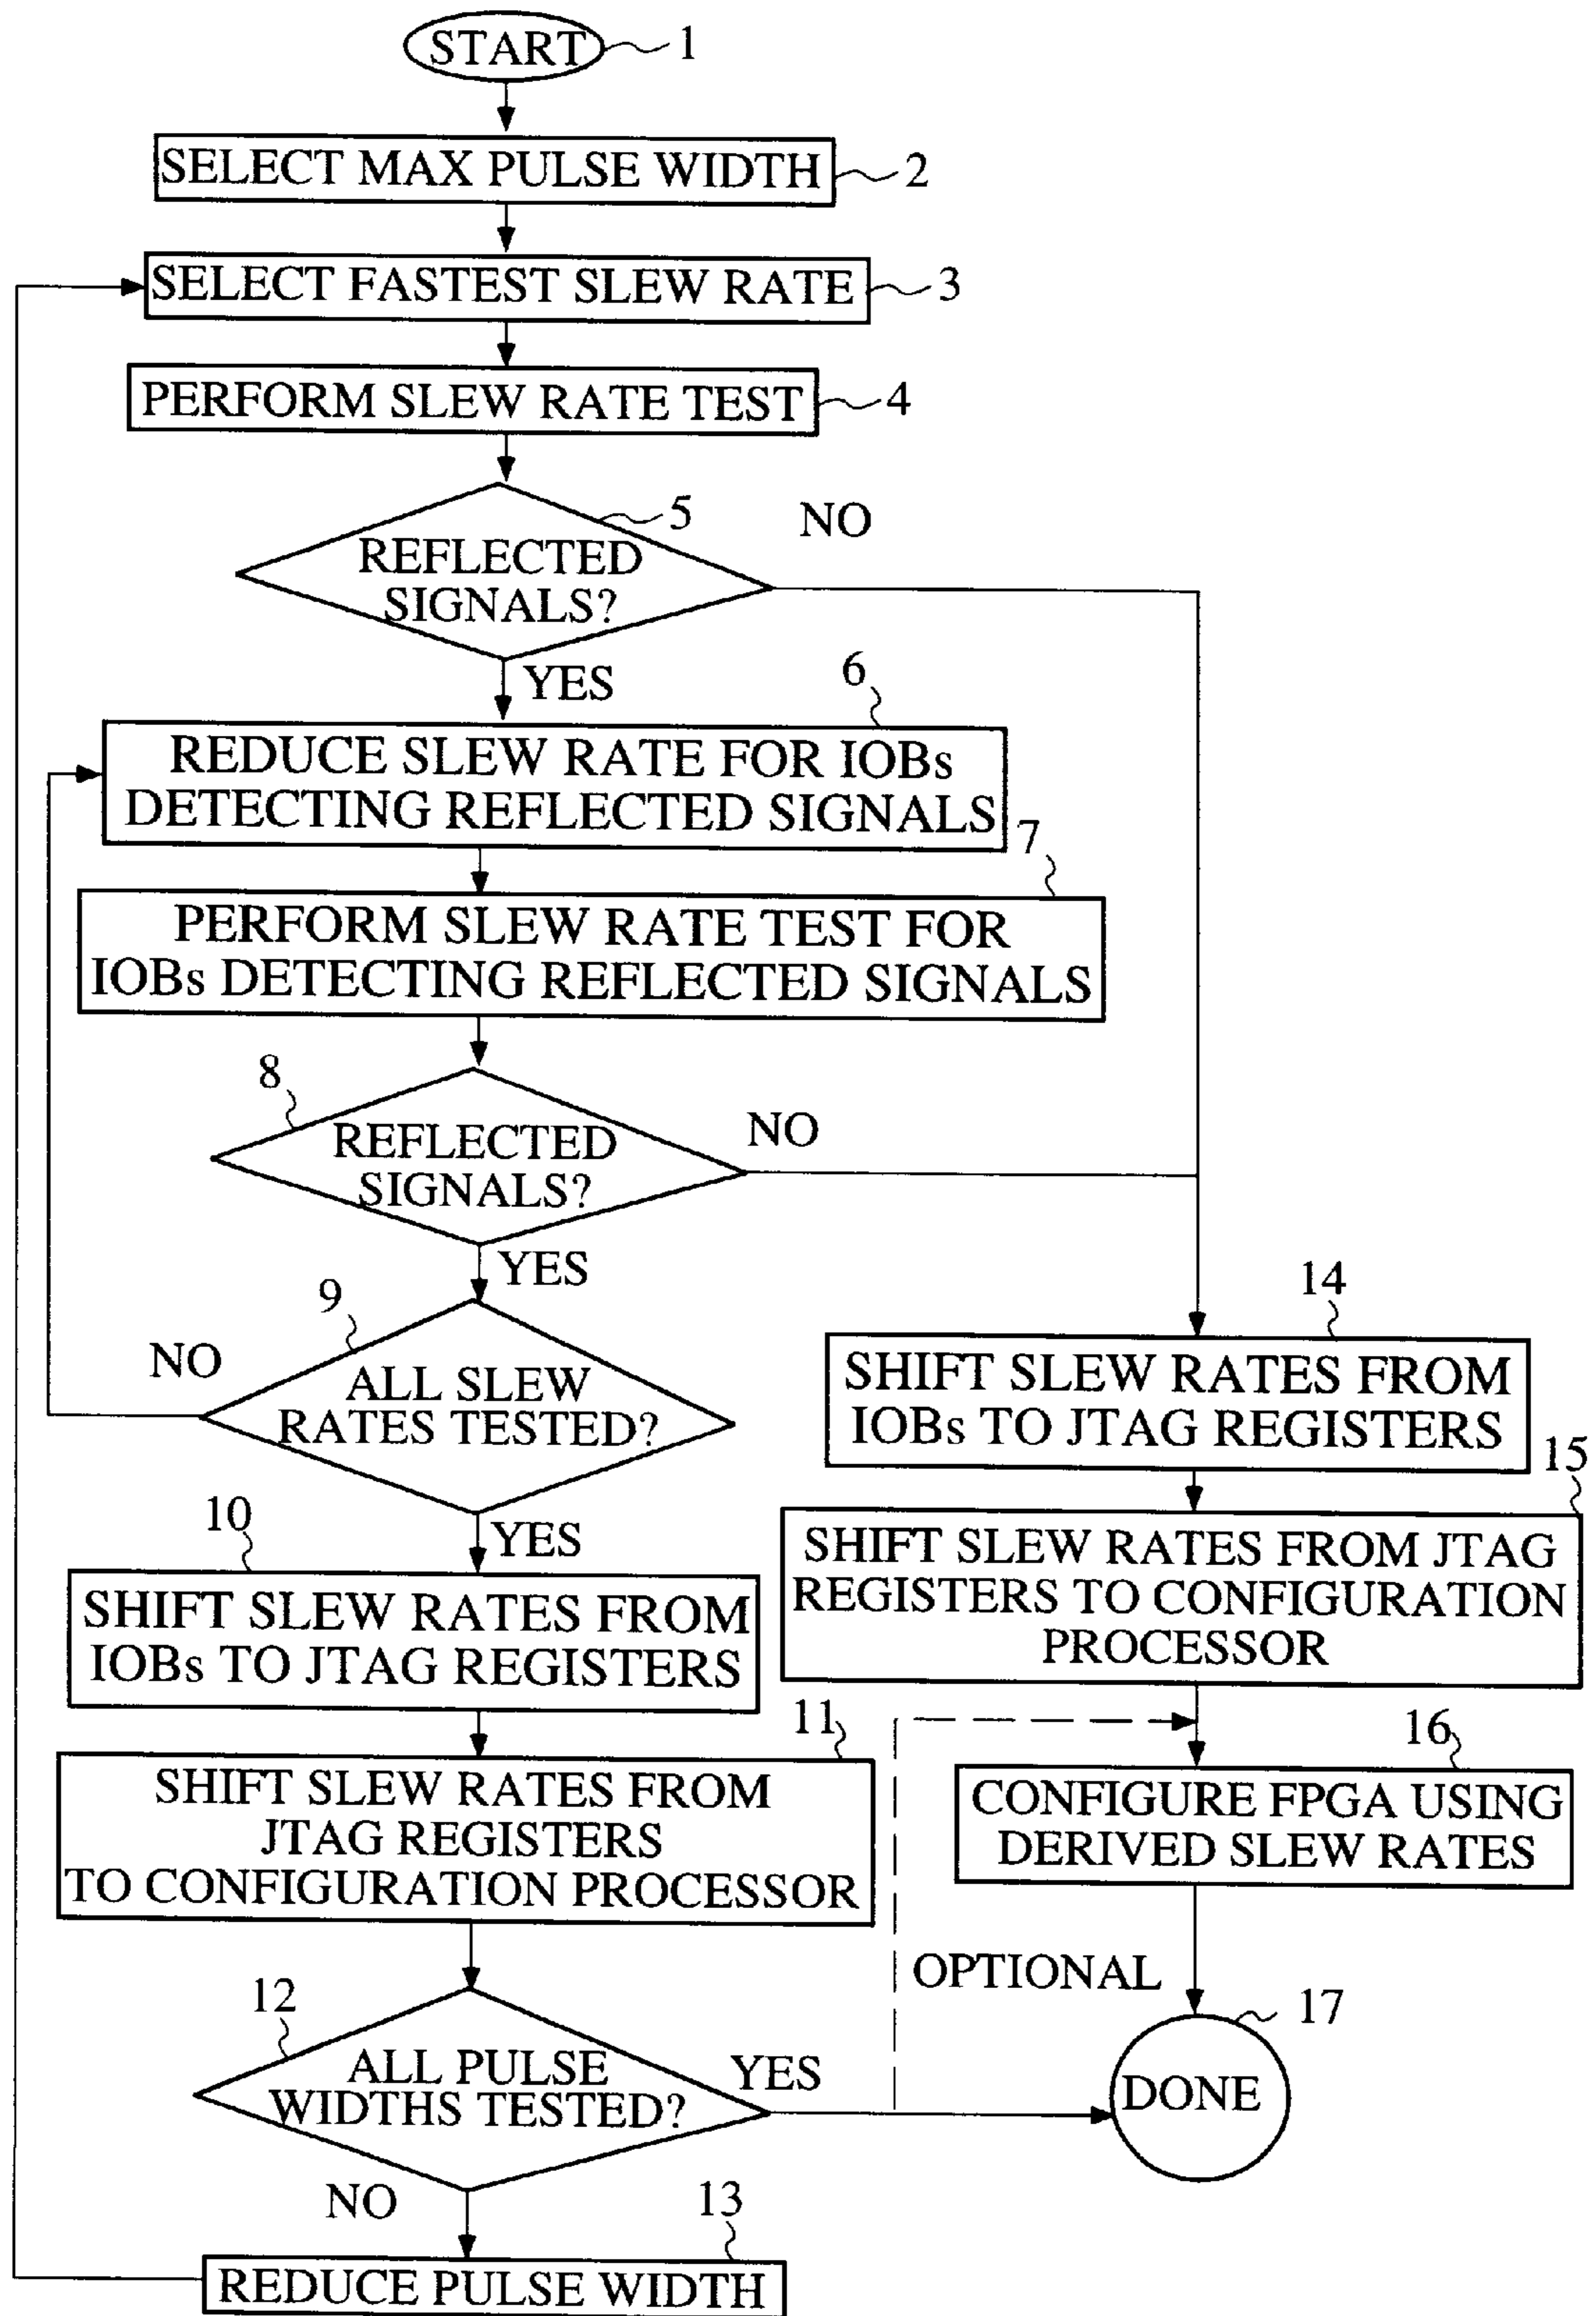 START
1
SELECT MAX PULSE WIDTH
2
SELECT FASTEST SLEW RATE
3
PERFORM SLEW RATE TEST
4
5
NO
REFLECTED
SIGNALS?
YES
6
REDUCE SLEW RATE FOR IOBs
DETECTING REFLECTED SIGNALS
7
PERFORM SLEW RATE TEST FOR
IOBs DETECTING REFLECTED SIGNALS
8
REFLECTED
SIGNALS?
NO
YES
9
NO
ALL SLEW
RATES TESTED?
YES
10
SHIFT SLEW RATES FROM
IOBs TO JTAG REGISTERS
11
SHIFT SLEW RATES FROM
JTAG REGISTERS
TO CONFIGURATION PROCESSOR
12
ALL PULSE
WIDTHS TESTED?
YES
OPTIONAL
NO
13
REDUCE PULSE WIDTH
14
SHIFT SLEW RATES FROM
IOBs TO JTAG REGISTERS
15
SHIFT SLEW RATES FROM JTAG
REGISTERS TO CONFIGURATION
PROCESSOR
16
CONFIGURE FPGA USING
DERIVED SLEW RATES
17
DONE